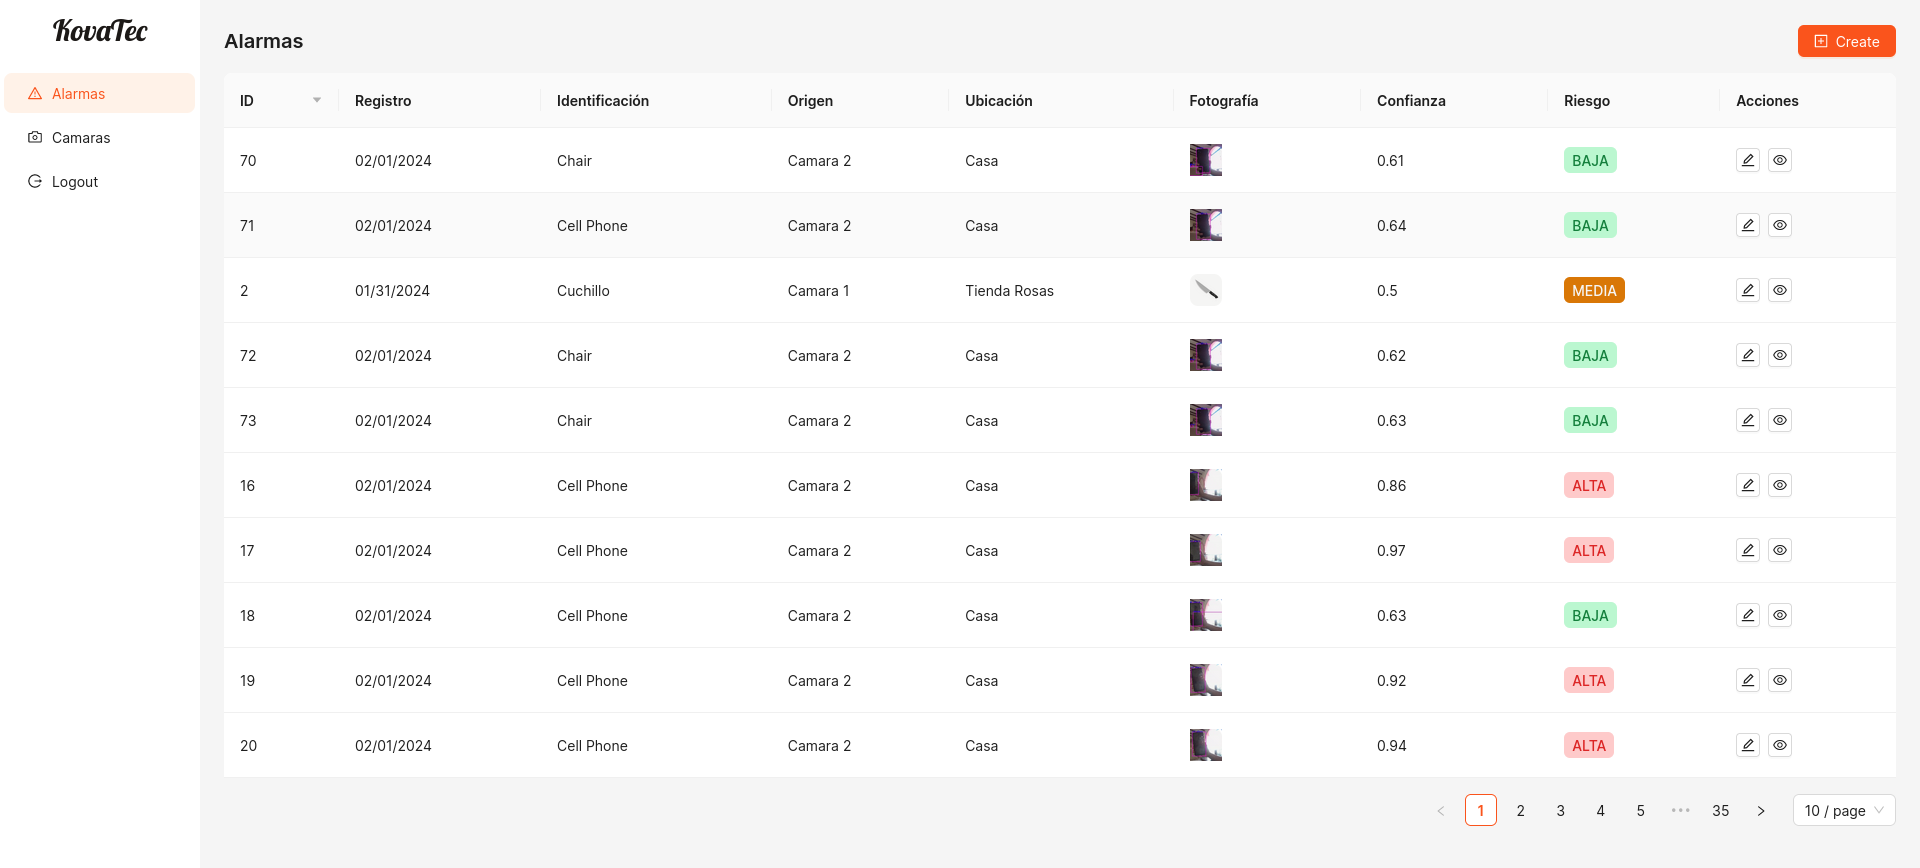 KovaTec
Alarmas
Camaras
Logout
Alarmas
Create
ID Registro Identificación Origen Ubicación Fotografía Confianza Riesgo Acciones
70 02/01/2024 Chair Camara 2 Casa 0.61 BAJA
71 02/01/2024 Cell Phone Camara 2 Casa 0.64 BAJA
2 01/31/2024 Cuchillo Camara 1 Tienda Rosas 0.5 MEDIA
72 02/01/2024 Chair Camara 2 Casa 0.62 BAJA
73 02/01/2024 Chair Camara 2 Casa 0.63 BAJA
16 02/01/2024 Cell Phone Camara 2 Casa 0.86 ALTA
17 02/01/2024 Cell Phone Camara 2 Casa 0.97 ALTA
18 02/01/2024 Cell Phone Camara 2 Casa 0.63 BAJA
19 02/01/2024 Cell Phone Camara 2 Casa 0.92 ALTA
20 02/01/2024 Cell Phone Camara 2 Casa 0.94 ALTA
1 2 3 4 5 ••• 35 10 / page